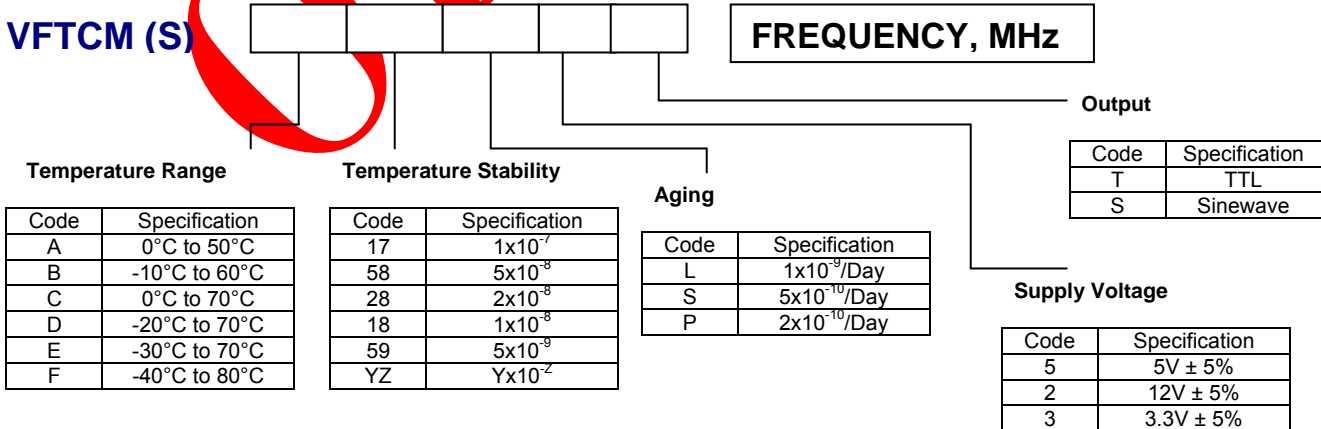 VFTCM (S)
FREQUENCY, MHz
Temperature Range
Code Specification
A 0°C to 50°C
B -10°C to 60°C
C 0°C to 70°C
D -20°C to 70°C
E -30°C to 70°C
F -40°C to 80°C
Temperature Stability
Code Specification
17 1x10⁻⁷
58 5x10⁻⁸
28 2x10⁻⁸
18 1x10⁻⁸
59 5x10⁻⁹
YZ Yx10⁻ᶻ
Aging
Code Specification
L 1x10⁻⁹/Day
S 5x10⁻¹⁰/Day
P 2x10⁻¹⁰/Day
Output
Code Specification
T TTL
S Sinewave
Supply Voltage
Code Specification
5 5V ± 5%
2 12V ± 5%
3 3.3V ± 5%